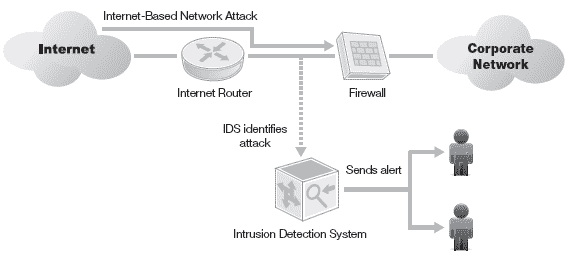 Internet-Based Network Attack
Internet
Corporate
Network
Internet Router
Firewall
IDS identifies
attack
Sends alert
Intrusion Detection System